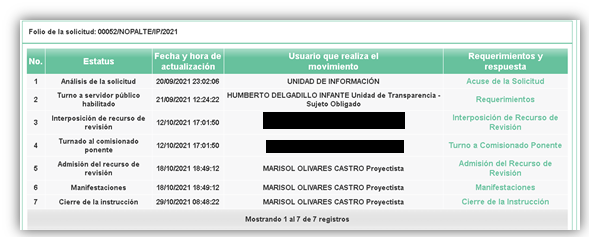 Folio de la solicitud: 00052/NOPALTE/IP/2021
No. Estatus Fecha y hora de actualización Usuario que realiza el movimiento Requerimientos y respuesta
1 Análisis de la solicitud 20/09/2021 23:02:06 UNIDAD DE INFORMACIÓN Acuse de la Solicitud
2 Turno a servidor público habilitado 21/09/2021 12:24:22 HUMBERTO DELGADILLO INFANTE Unidad de Transparencia - Sujeto Obligado Requerimientos
3 Interposición de recurso de revisión 12/10/2021 17:01:50 Interposición de Recurso de Revisión
4 Turnado al comisionado ponente 12/10/2021 17:01:50 Turno a Comisionado Ponente
5 Admisión del recurso de revisión 18/10/2021 18:49:12 MARISOL OLIVARES CASTRO Proyectista Admisión del Recurso de Revisión
6 Manifestaciones 18/10/2021 18:49:12 MARISOL OLIVARES CASTRO Proyectista Manifestaciones
7 Cierre de la instrucción 29/10/2021 08:48:22 MARISOL OLIVARES CASTRO Proyectista Cierre de la Instrucción
Mostrando 1 al 7 de 7 registros